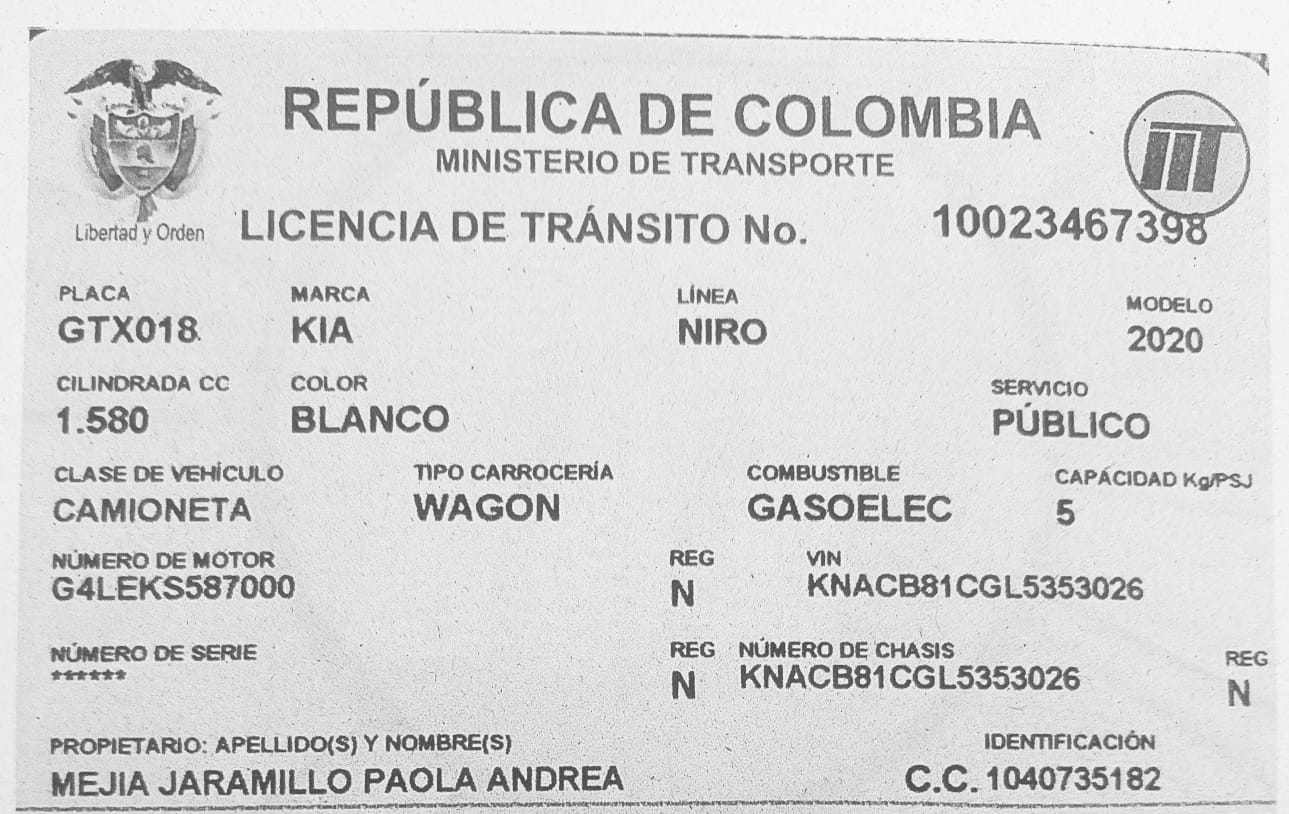 REPÚBLICA DE COLOMBIA
MINISTERIO DE TRANSPORTE
Libertad y Orden
LICENCIA DE TRÁNSITO No. 10023467398
PLACA MARCA LÍNEA MODELO
GTX018 KIA NIRO 2020
CILINDRADA CC COLOR SERVICIO
1.580 BLANCO PÚBLICO
CLASE DE VEHÍCULO TIPO CARROCERÍA COMBUSTIBLE CAPACIDAD Kg/PSJ
CAMIONETA WAGON GASOELEC 5
NÚMERO DE MOTOR REG VIN
G4LEKS587000 N KNACB81CGL5353026
NÚMERO DE SERIE REG NÚMERO DE CHASIS REG
****** N KNACB81CGL5353026 N
PROPIETARIO: APELLIDO(S) Y NOMBRE(S) IDENTIFICACIÓN
MEJIA JARAMILLO PAOLA ANDREA C.C. 1040735182